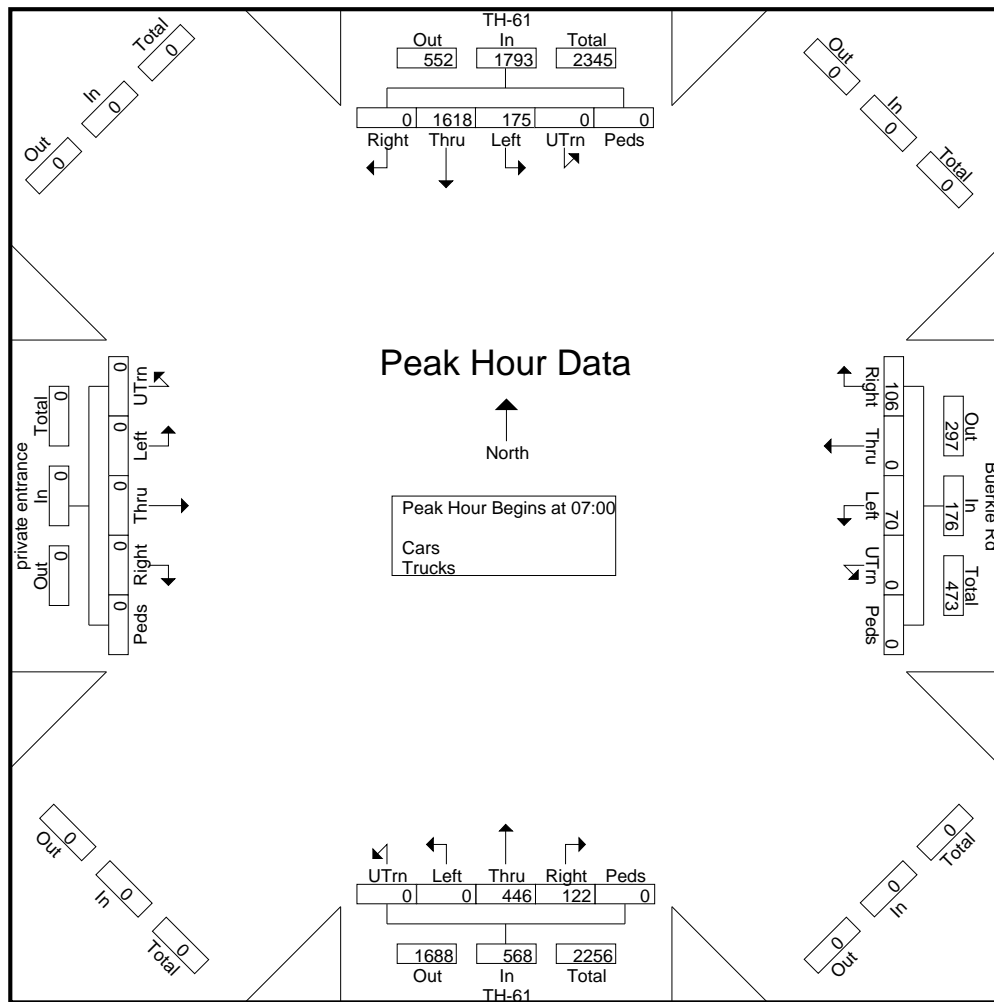 TH-61
Out In Total
552 1793 2345
0 1618 175 0 0
Right Thru Left UTrn Peds
Total 0
In 0
Out 0
Out 0
In 0
Total 0
Peak Hour Data
North
Peak Hour Begins at 07:00
Cars
Trucks
private entrance
Total 0
In 0
Out 0
0 UTrn
0 Left
0 Thru
0 Right
0 Peds
Right 106
Thru 0
Left 70
UTrn 0
Peds 0
Out 297
In 176
Total 473
Buerkle Rd
UTrn Left Thru Right Peds
0 0 446 122 0
1688 568 2256
Out In Total
TH-61
0 Out
0 In
0 Total
0 Total
0 In
0 Out